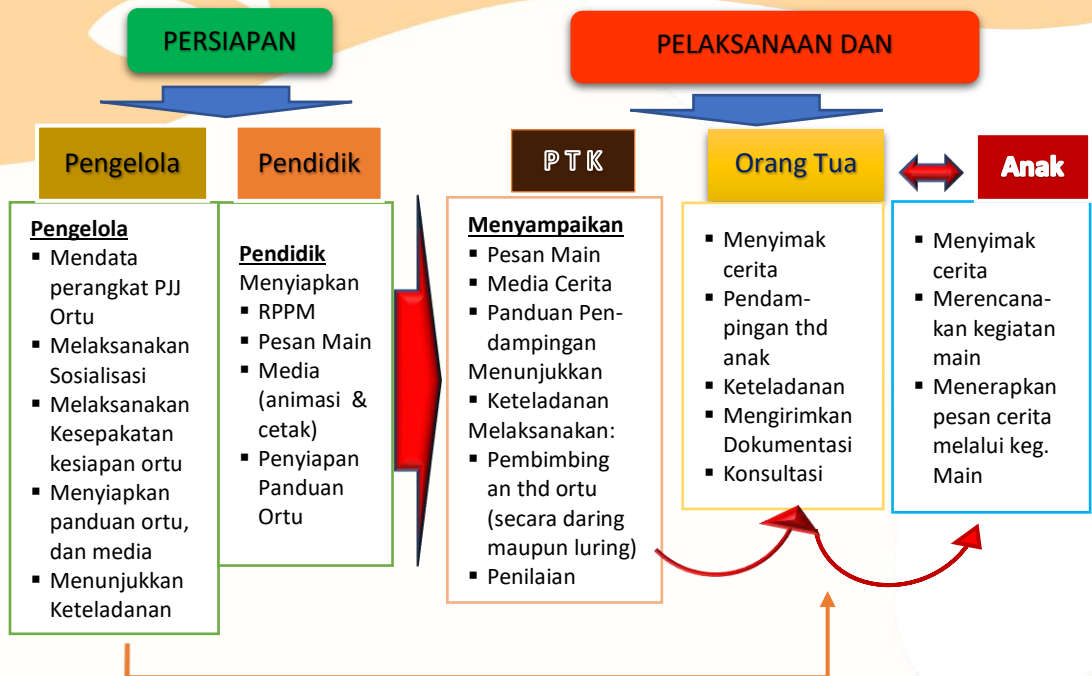 PERSIAPAN
PELAKSANAAN DAN
Pengelola
Pendidik
PTK
Orang Tua
Anak
Pengelola
▪ Mendata
perangkat PJJ
Ortu
▪ Melaksanakan
Sosialisasi
▪ Melaksanakan
Kesepakatan
kesiapan ortu
▪ Menyiapkan
panduan ortu,
dan media
▪ Menunjukkan
Keteladanan
Pendidik
Menyiapkan
▪ RPPM
▪ Pesan Main
▪ Media
(animasi &
cetak)
▪ Penyiapan
Panduan
Ortu
Menyampaikan
▪ Pesan Main
▪ Media Cerita
▪ Panduan Pen-
dampingan
Menunjukkan
▪ Keteladanan
Melaksanakan:
▪ Pembimbing
an thd ortu
(secara daring
maupun luring)
▪ Penilaian
▪ Menyimak
cerita
▪ Pendam-
pingan thd
anak
▪ Keteladanan
▪ Mengirimkan
Dokumentasi
▪ Konsultasi
▪ Menyimak
cerita
▪ Merencana-
kan kegiatan
main
▪ Menerapkan
pesan cerita
melalui keg.
Main